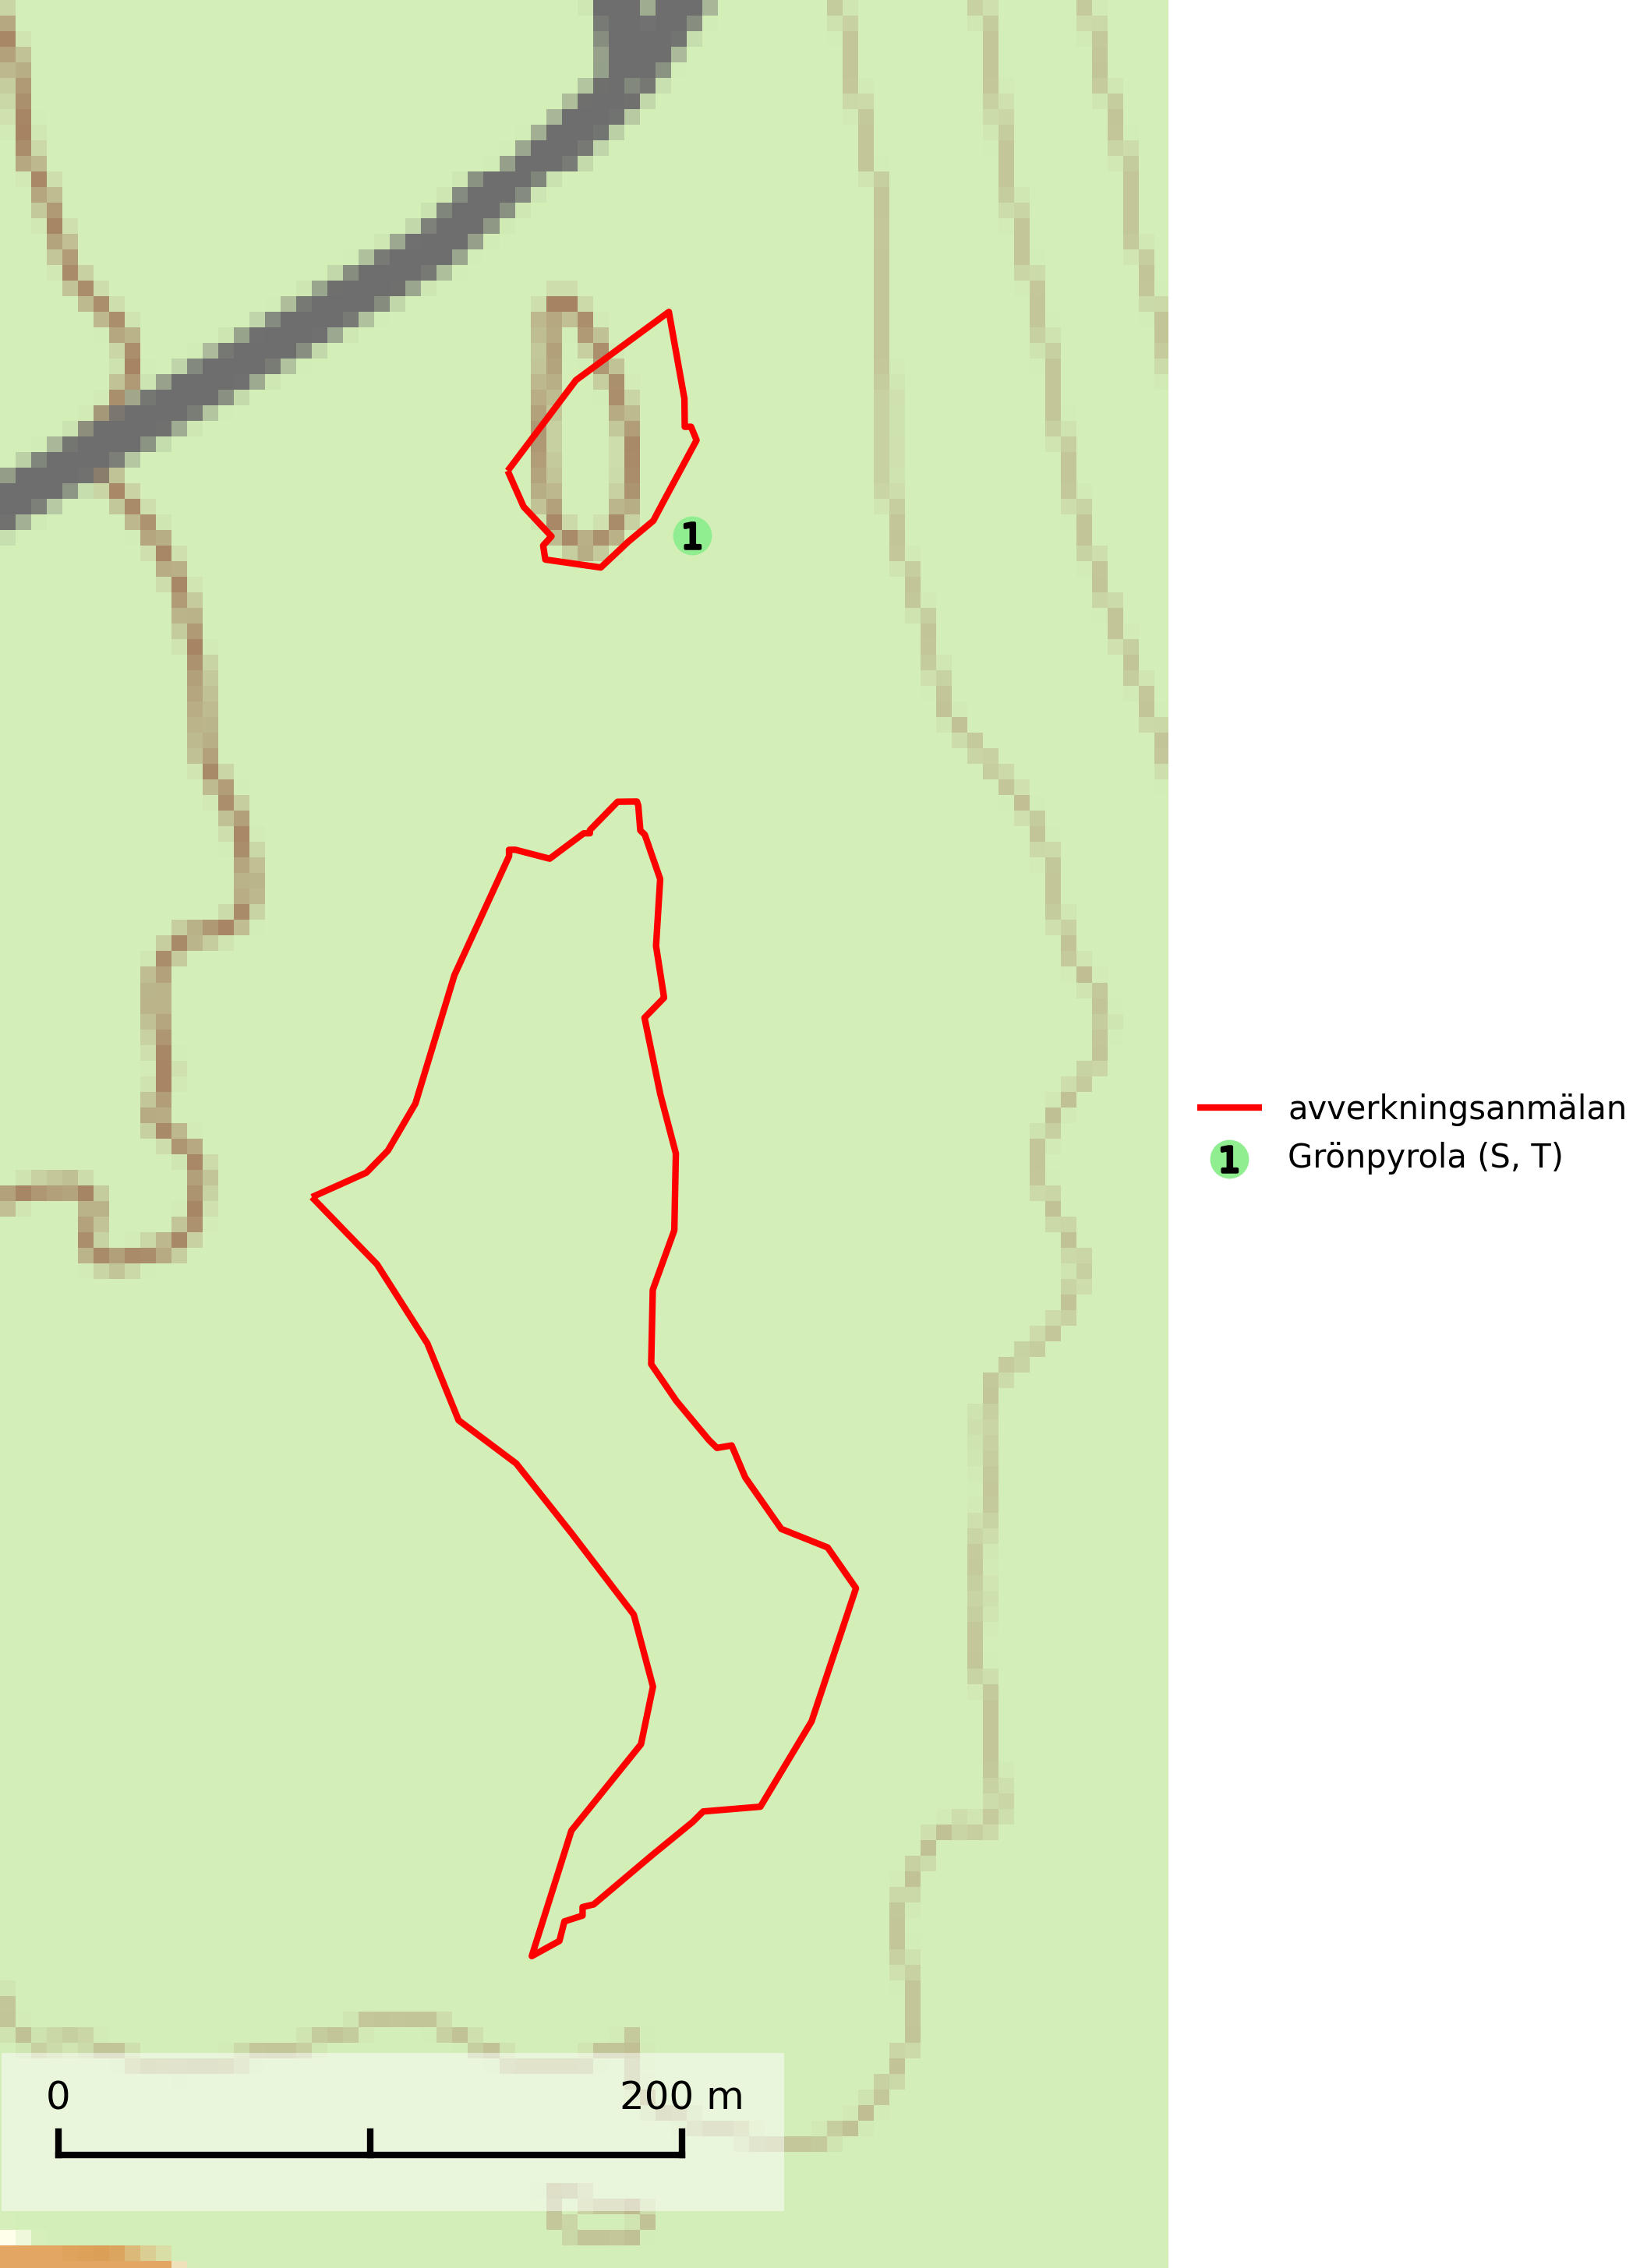 1
avverkningsanmälan
1 Grönpyrola (S, T)
0 200 m